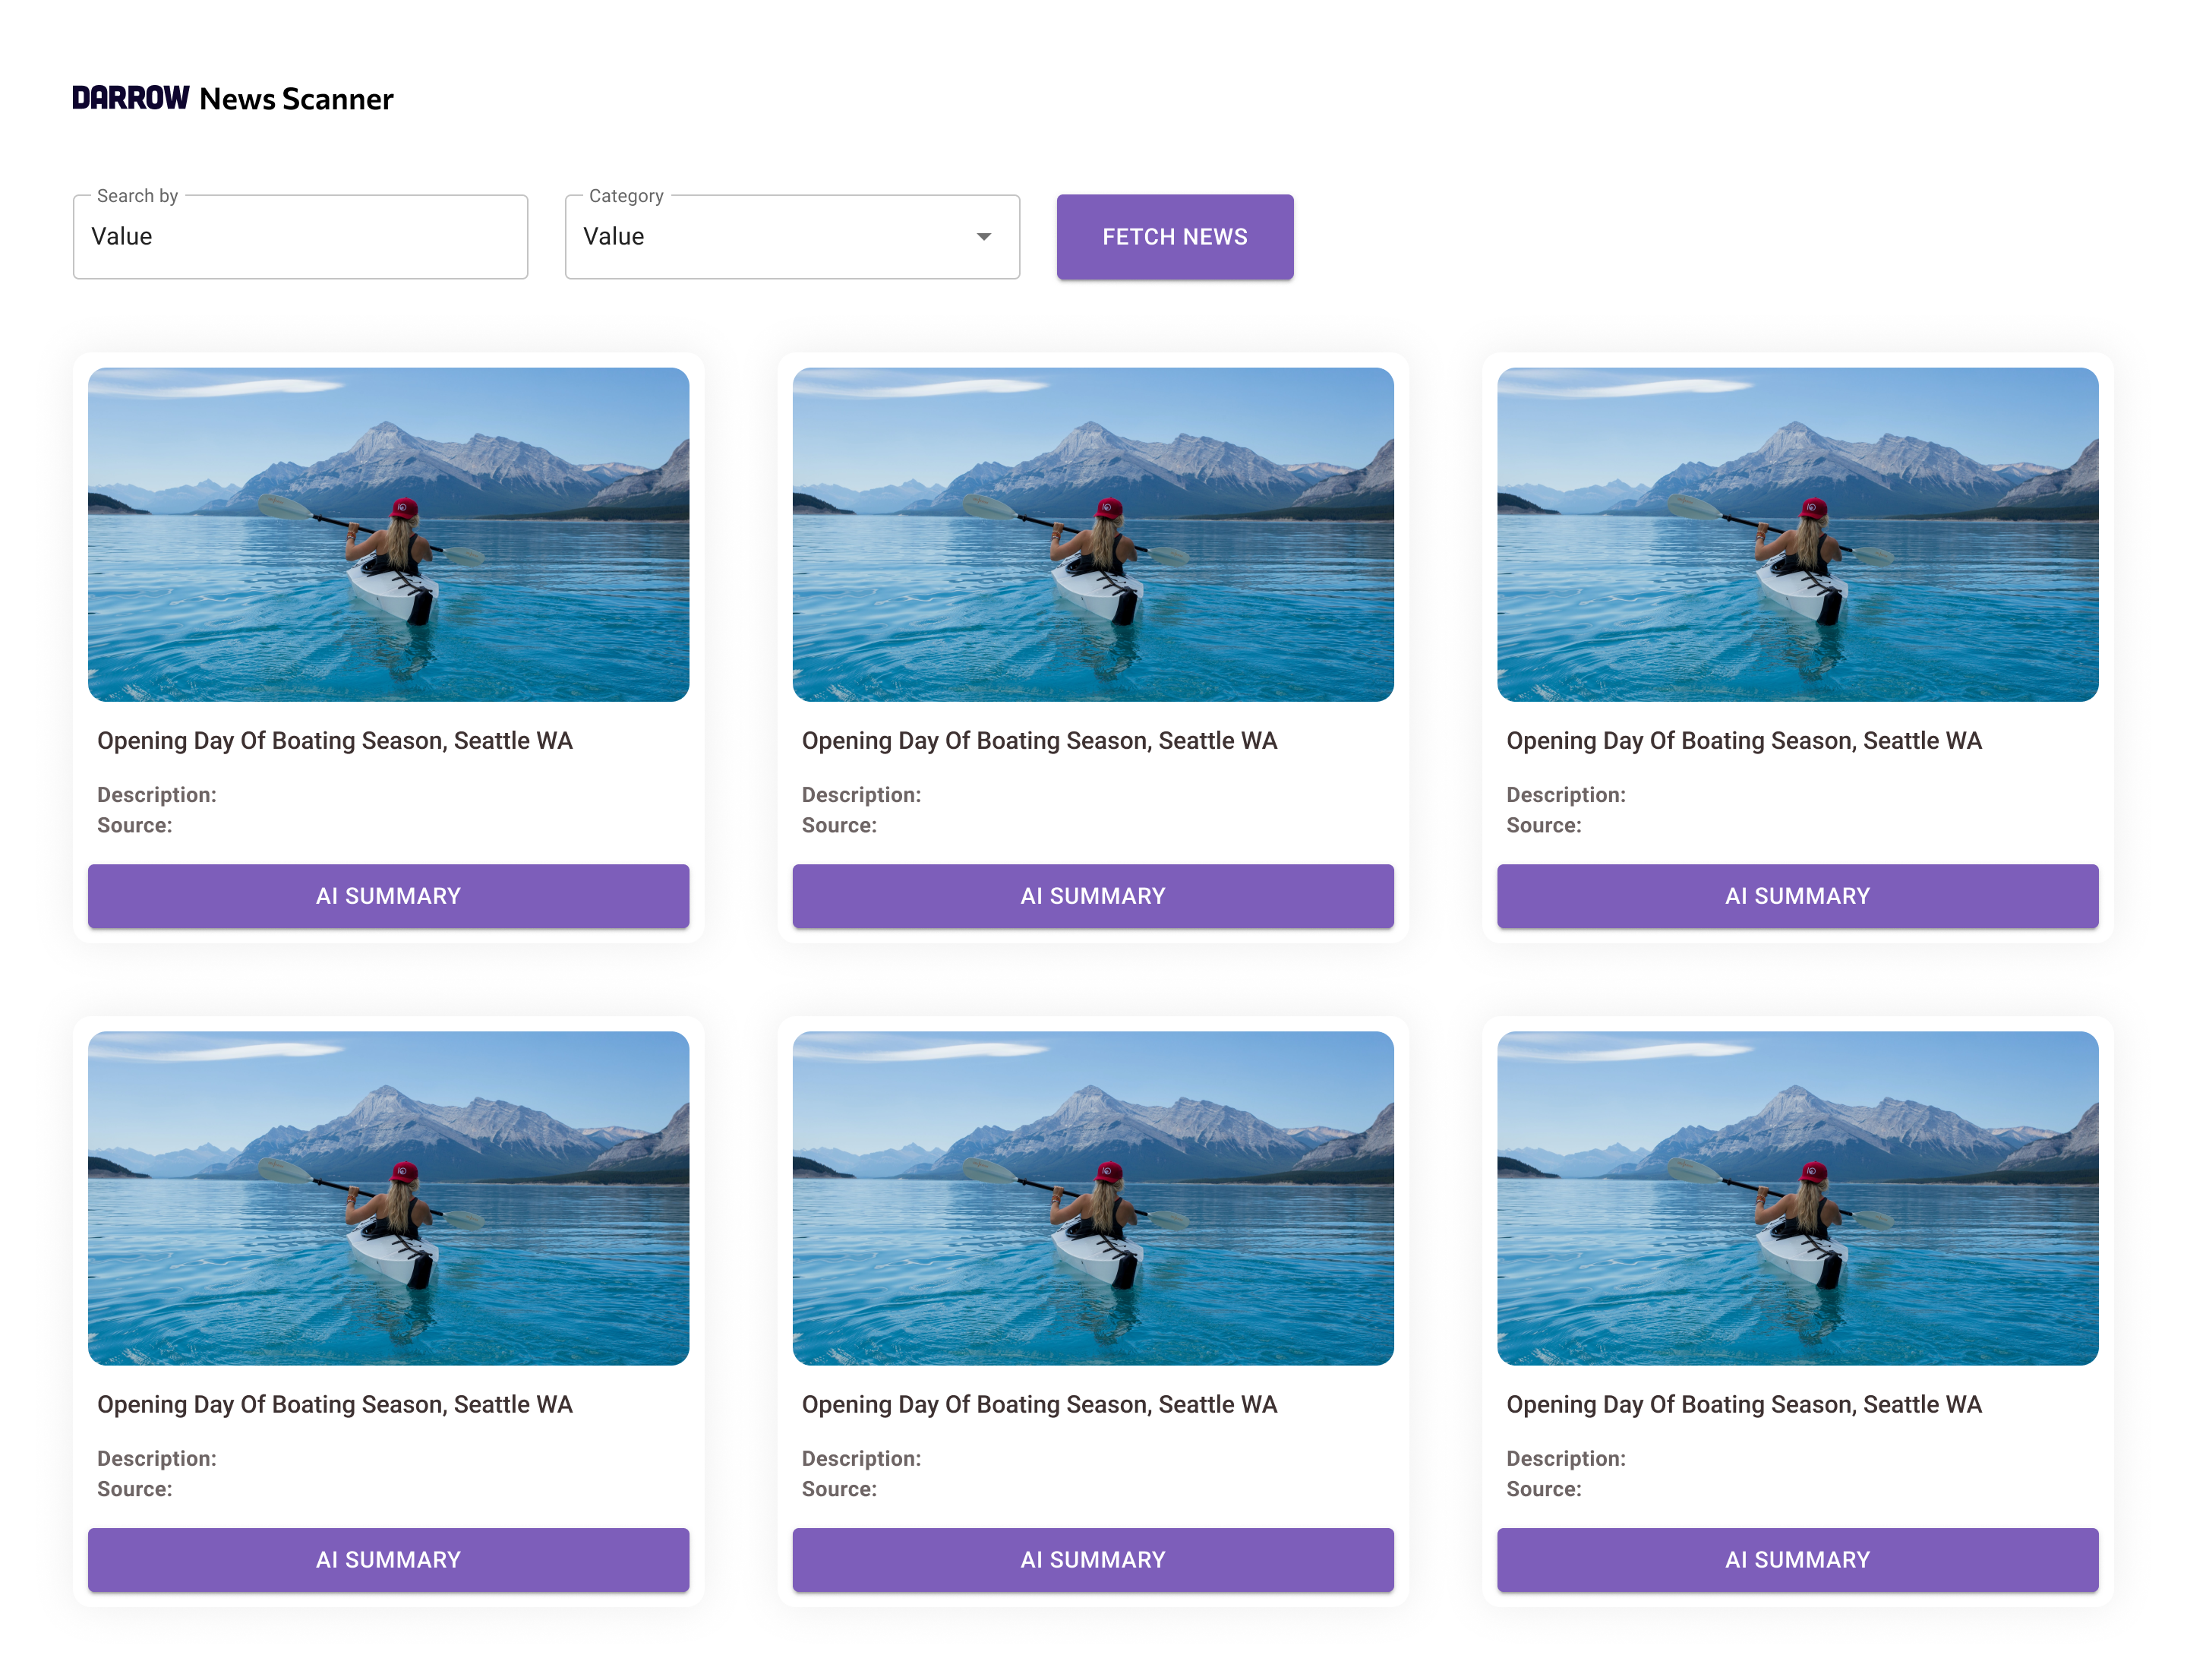 DARROW News Scanner
Search by
Category
Value
Value
FETCH NEWS
Opening Day Of Boating Season, Seattle WA
Description:
Source:
AI SUMMARY
Opening Day Of Boating Season, Seattle WA
Description:
Source:
AI SUMMARY
Opening Day Of Boating Season, Seattle WA
Description:
Source:
AI SUMMARY
Opening Day Of Boating Season, Seattle WA
Description:
Source:
AI SUMMARY
Opening Day Of Boating Season, Seattle WA
Description:
Source:
AI SUMMARY
Opening Day Of Boating Season, Seattle WA
Description:
Source:
AI SUMMARY